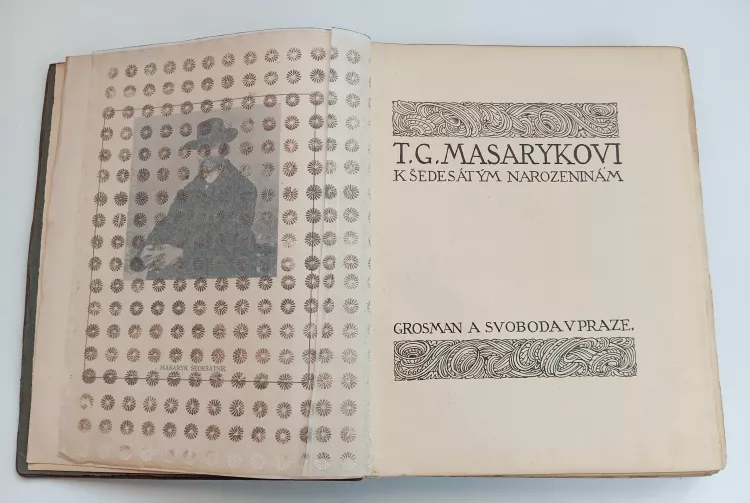 MASARYK ŠEDESÁTNÍK
T. G. MASARYKOVI
K ŠEDESÁTÝM NAROZENINÁM
GROSMAN A SVOBODA V PRAZE.